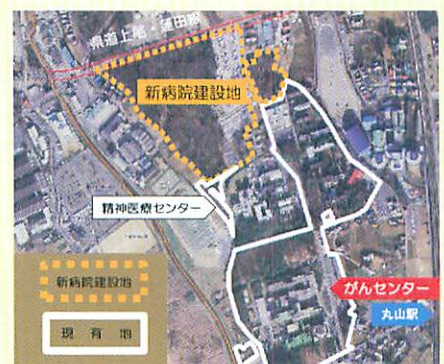 県道上尾・蓮田線
新病院建設地
精神医療センター
新病院建設地
現有地
がんセンター
丸山駅